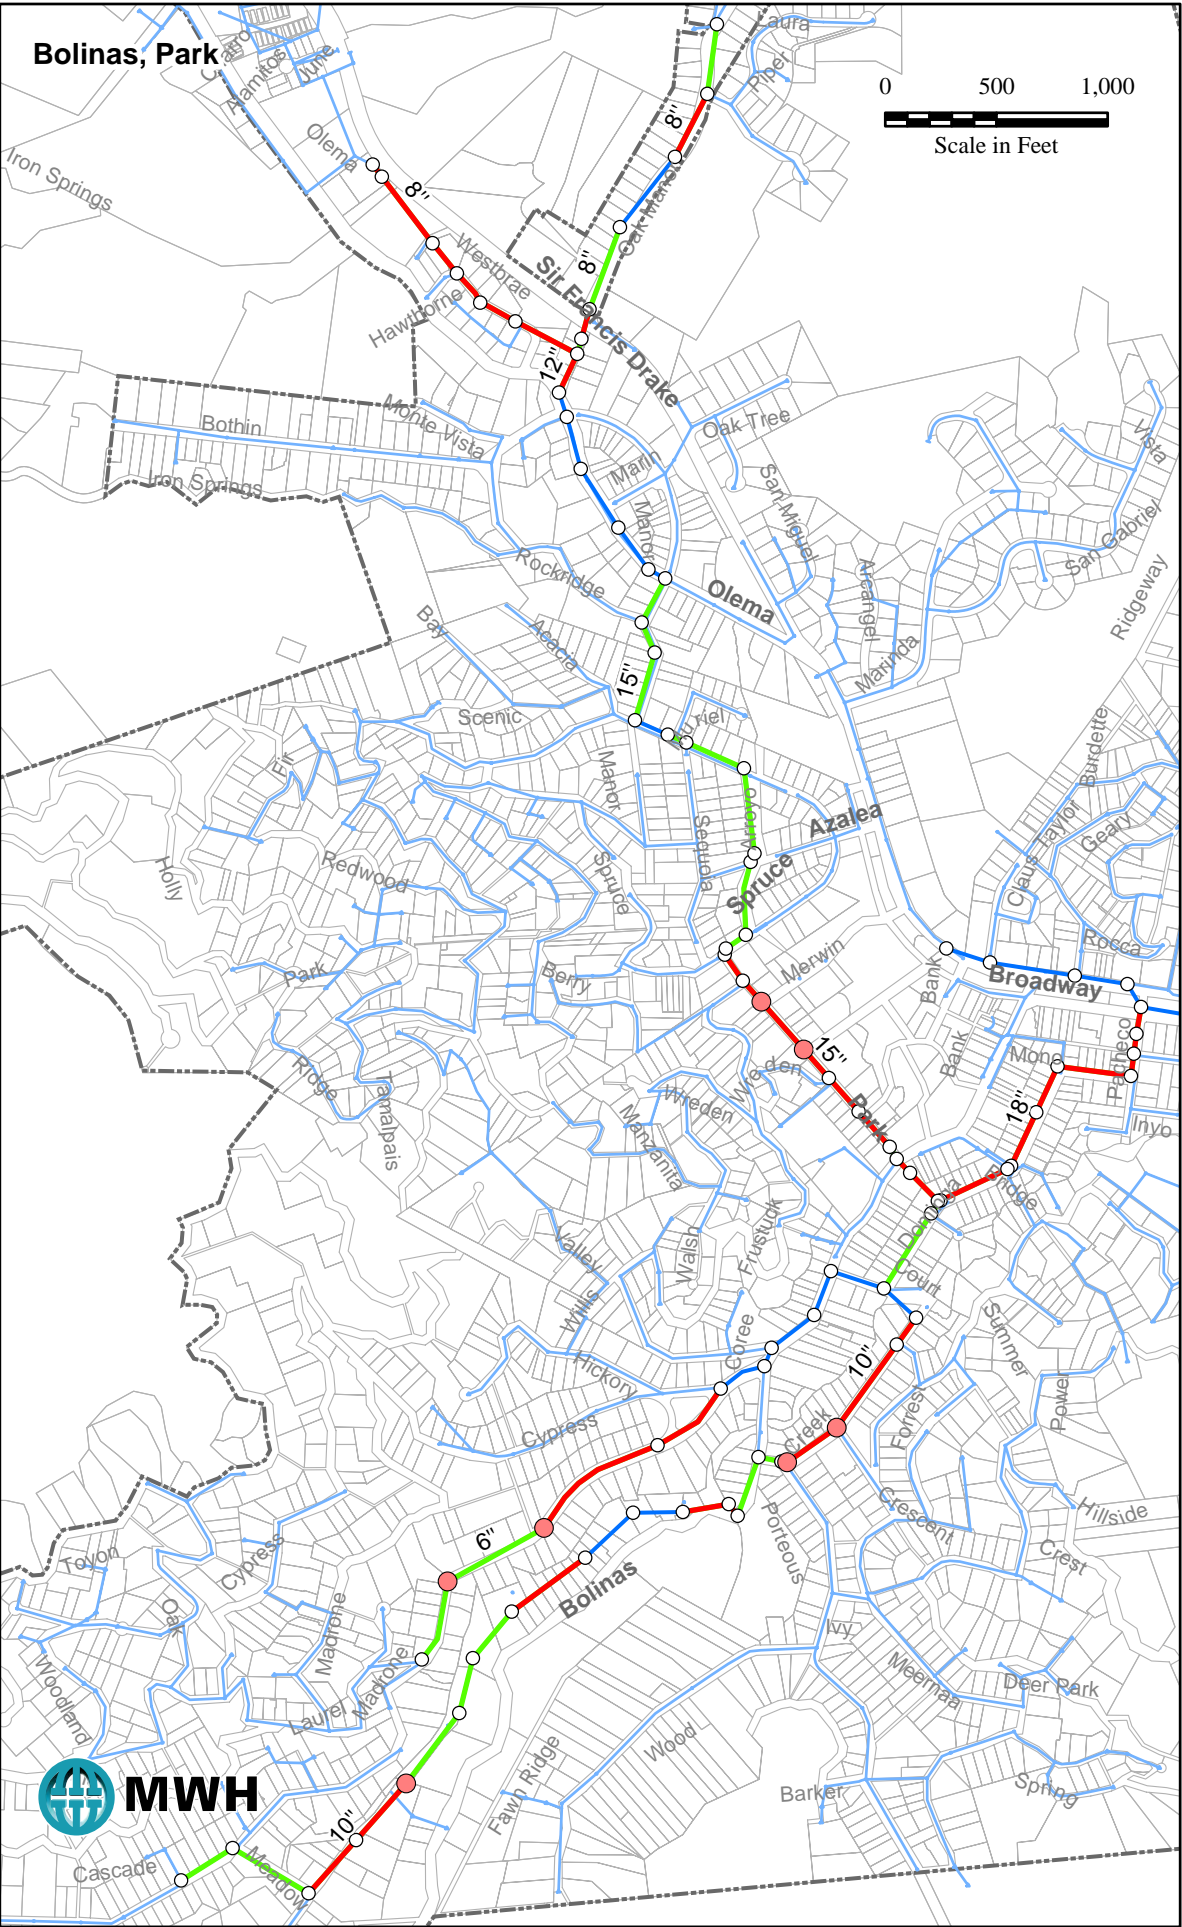 Bolinas, Park
Alamitos
June
Laura
Piper
0 500 1,000
Scale in Feet
Olema
Iron Springs
8"
8"
Oak Manor
Westbrae
8"
Sir Francis Drake
Hawthorne
12"
Monte Vista
Bothin
Oak Tree
Vista
Marin
Iron Springs
San Miguel
Manor
San Gabriel
Rockridge
Arcangel
Ridgeway
Olema
Bay
Acacia
Marinda
15"
Scenic
Burdette
Fir
Manor
Arroyo
Azalea
Taylor
Geary
Sequoia
Claus
Redwood
Holly
Spruce
Spruce
Merwin
Rocca
Park
Berry
Bank
Broadway
15"
Bank
Mono
Pacheco
Ridge
Wreden
Tamalpais
Wreden
Park
18"
Inyo
Manzanita
Bridge
Dominga
Frustuck
Walsh
Valley
Court
Willis
Summer
Coree
10"
Hickory
Power
Forrest
Cypress
Creek
Crescent
Hillside
Porteous
6"
Toyon
Cypress
Crest
Bolinas
Oak
Madrone
Ivy
Madrone
Meernaa
Woodland
Deer Park
Laurel
Wood
MWH
Fawn Ridge
Barker
Spring
10"
Cascade
Meadow